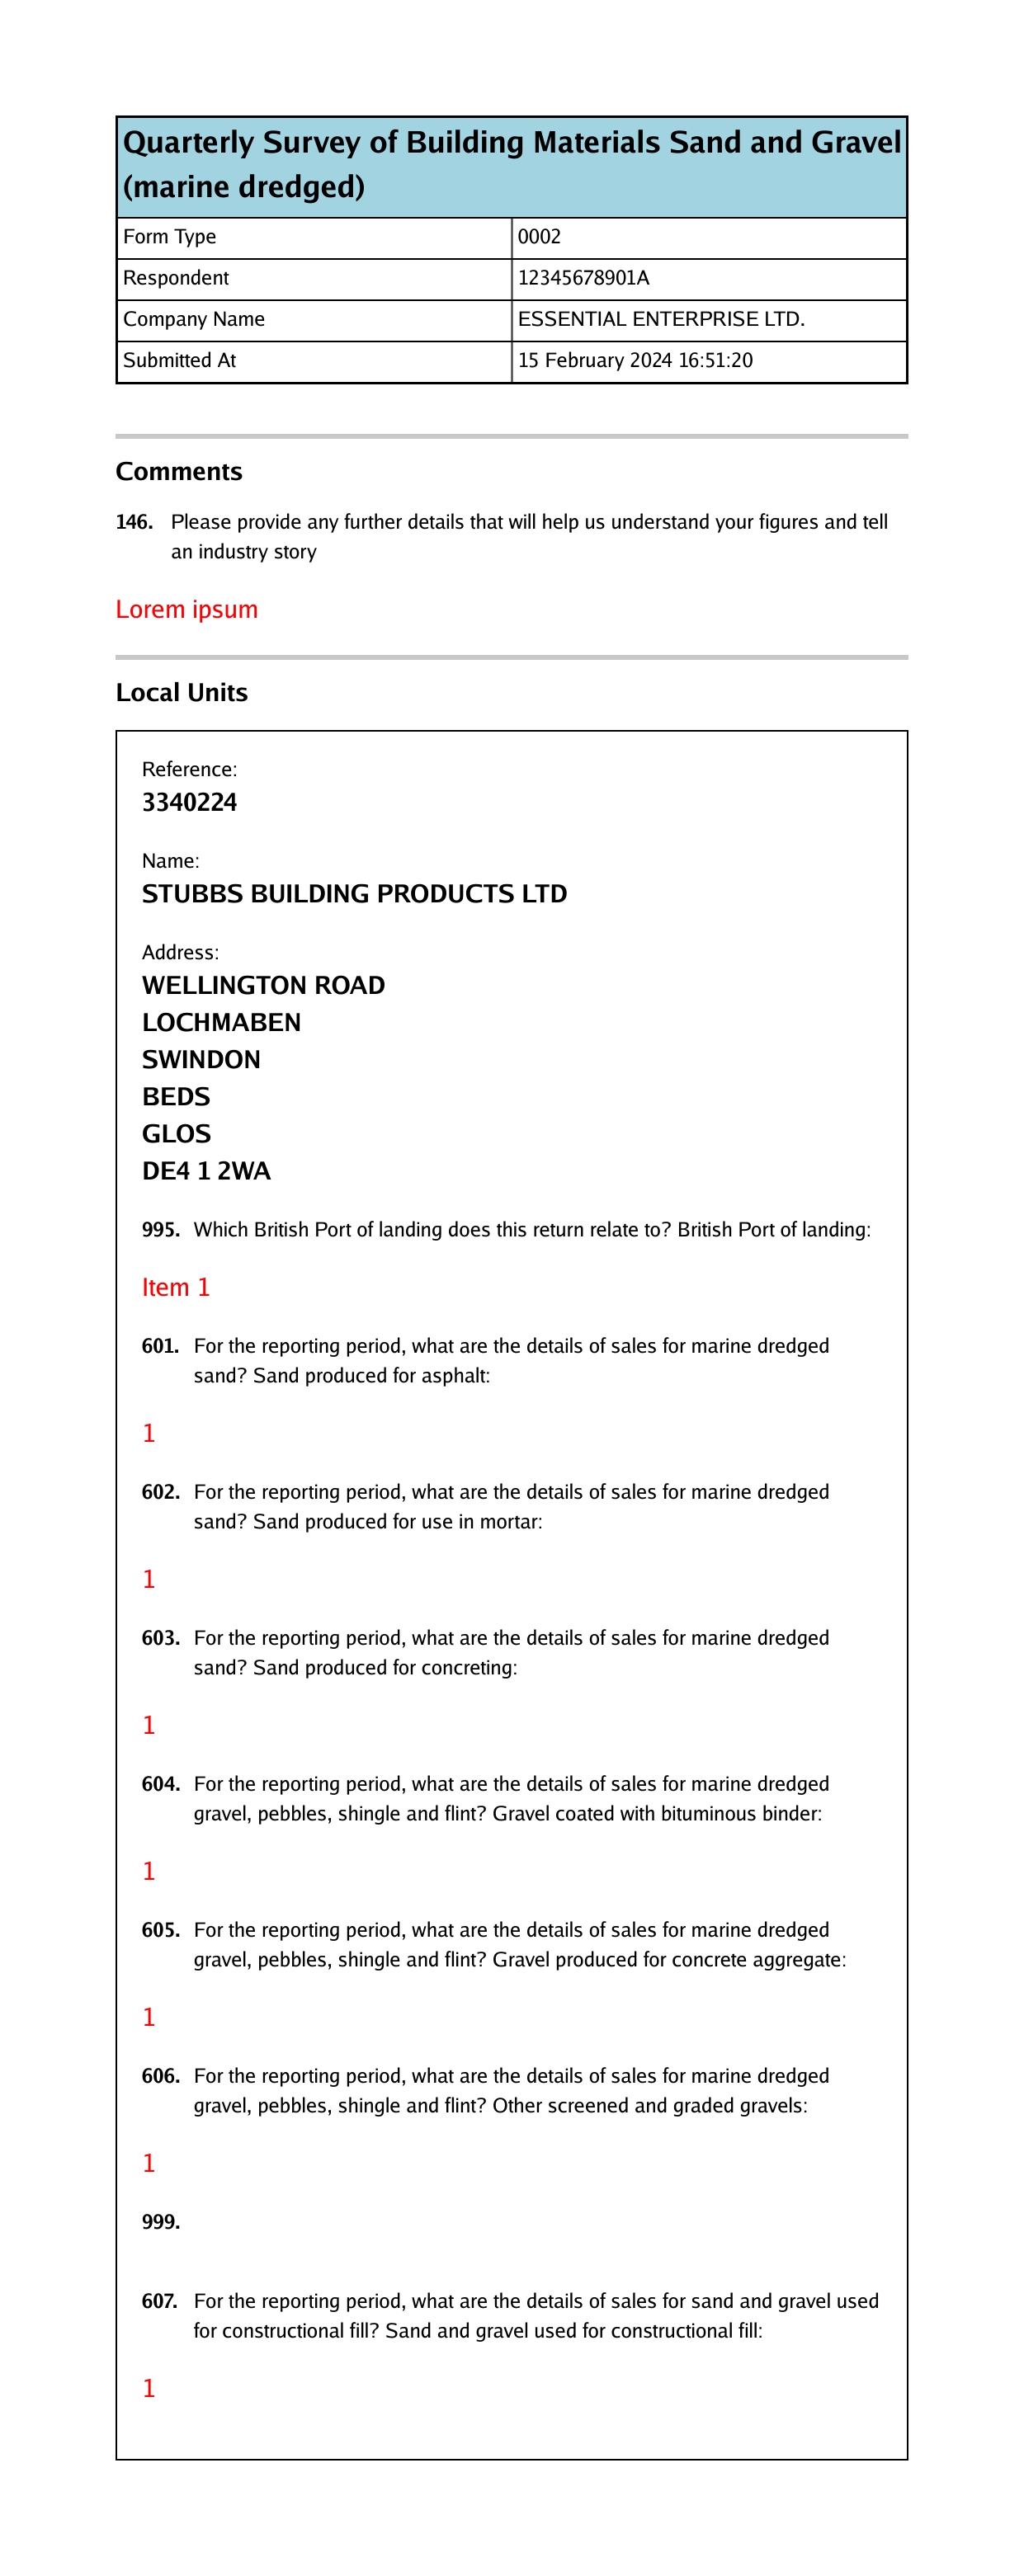 Quarterly Survey of Building Materials Sand and Gravel
(marine dredged)
Form Type 0002
Respondent 12345678901A
Company Name ESSENTIAL ENTERPRISE LTD.
Submitted At 15 February 2024 16:51:20
Comments
146. Please provide any further details that will help us understand your figures and tell
an industry story
Lorem ipsum
Local Units
Reference:
3340224
Name:
STUBBS BUILDING PRODUCTS LTD
Address:
WELLINGTON ROAD
LOCHMABEN
SWINDON
BEDS
GLOS
DE4 1 2WA
995. Which British Port of landing does this return relate to? British Port of landing:
Item 1
601. For the reporting period, what are the details of sales for marine dredged
sand? Sand produced for asphalt:
1
602. For the reporting period, what are the details of sales for marine dredged
sand? Sand produced for use in mortar:
1
603. For the reporting period, what are the details of sales for marine dredged
sand? Sand produced for concreting:
1
604. For the reporting period, what are the details of sales for marine dredged
gravel, pebbles, shingle and flint? Gravel coated with bituminous binder:
1
605. For the reporting period, what are the details of sales for marine dredged
gravel, pebbles, shingle and flint? Gravel produced for concrete aggregate:
1
606. For the reporting period, what are the details of sales for marine dredged
gravel, pebbles, shingle and flint? Other screened and graded gravels:
1
999.
607. For the reporting period, what are the details of sales for sand and gravel used
for constructional fill? Sand and gravel used for constructional fill:
1